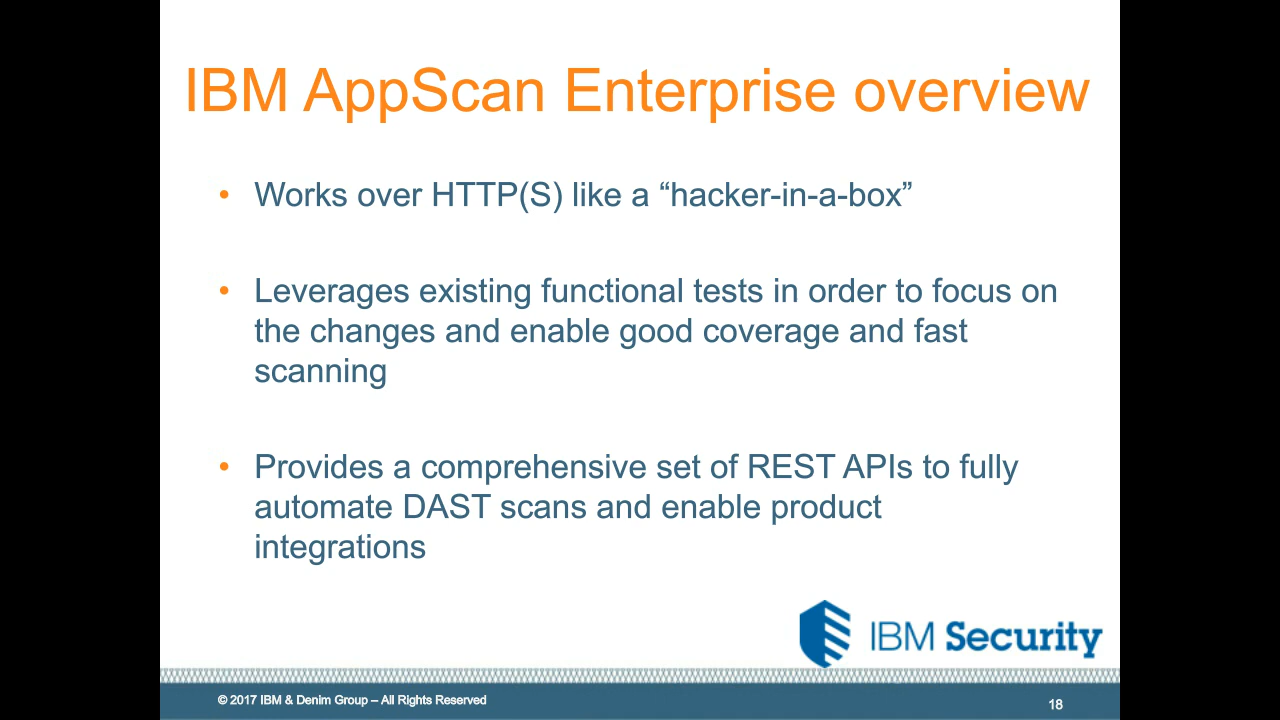 IBM AppScan Enterprise overview
• Works over HTTP(S) like a “hacker-in-a-box”
• Leverages existing functional tests in order to focus on
the changes and enable good coverage and fast
scanning
• Provides a comprehensive set of REST APIs to fully
automate DAST scans and enable product
integrations
IBM Security
© 2017 IBM & Denim Group – All Rights Reserved
18